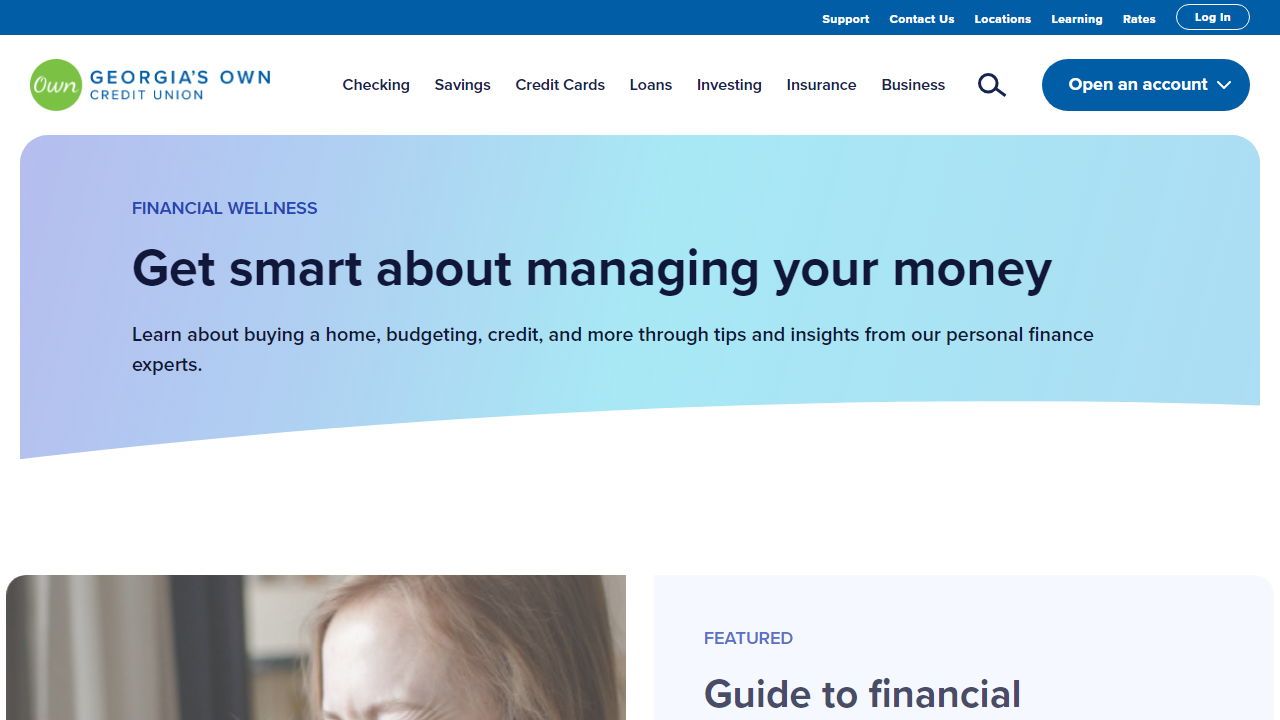 Support Contact Us Locations Learning Rates Log In
Own GEORGIA'S OWN
CREDIT UNION
Checking Savings Credit Cards Loans Investing Insurance Business Open an account
FINANCIAL WELLNESS
Get smart about managing your money
Learn about buying a home, budgeting, credit, and more through tips and insights from our personal finance
experts.
FEATURED
Guide to financial